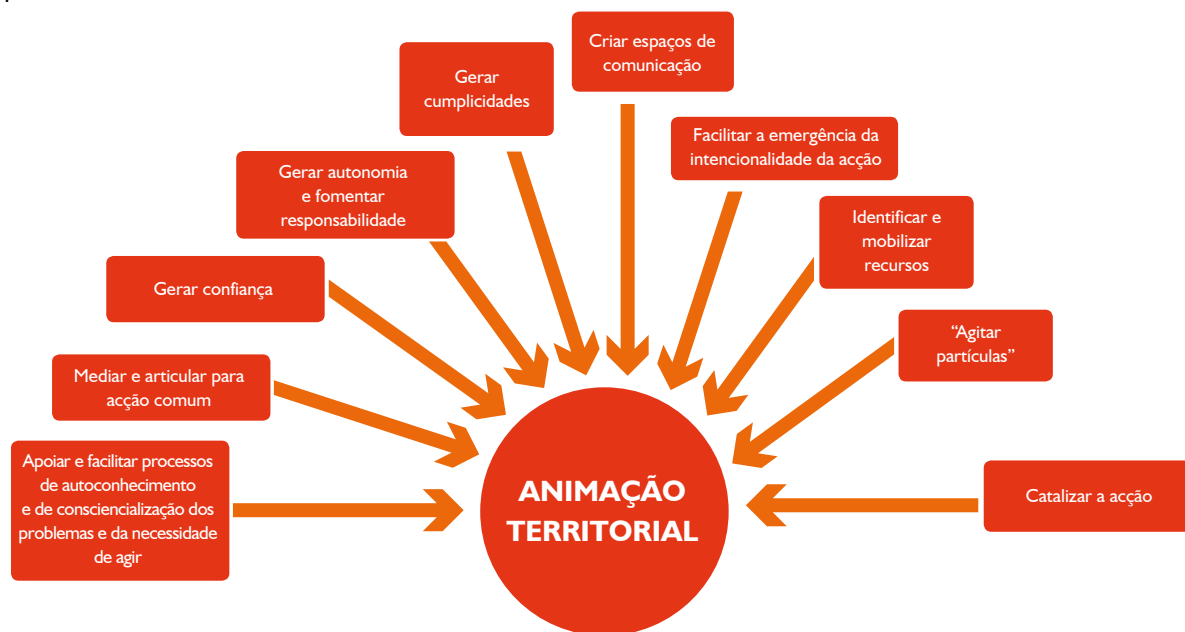 Criar espaços de
comunicação
Gerar
cumplicidades
Facilitar a emergência da
intencionalidade da acção
Gerar autonomia
e fomentar
responsabilidade
Identificar e
mobilizar
recursos
Gerar confiança
“Agitar
partículas”
Mediar e articular para
acção comum
Apoiar e facilitar processos
de autoconhecimento
e de consciencialização dos
problemas e da necessidade
de agir
ANIMAÇÃO
TERRITORIAL
Catalizar a acção